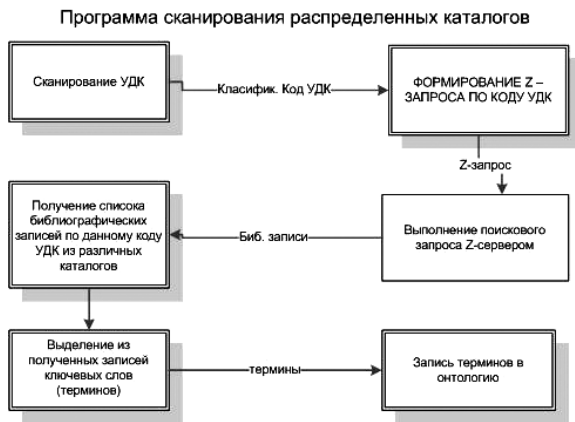 Программа сканирования распределенных каталогов
Сканирование УДК
Класифик. Код УДК
ФОРМИРОВАНИЕ Z –
ЗАПРОСА ПО КОДУ УДК
Z-запрос
Получение списка
библиографических
записей по данному коду
УДК из различных
каталогов
Биб. записи
Выполнение поискового
запроса Z-сервером
Выделение из
полученных записей
ключевых слов
(терминов)
термины
Запись терминов в
онтологию